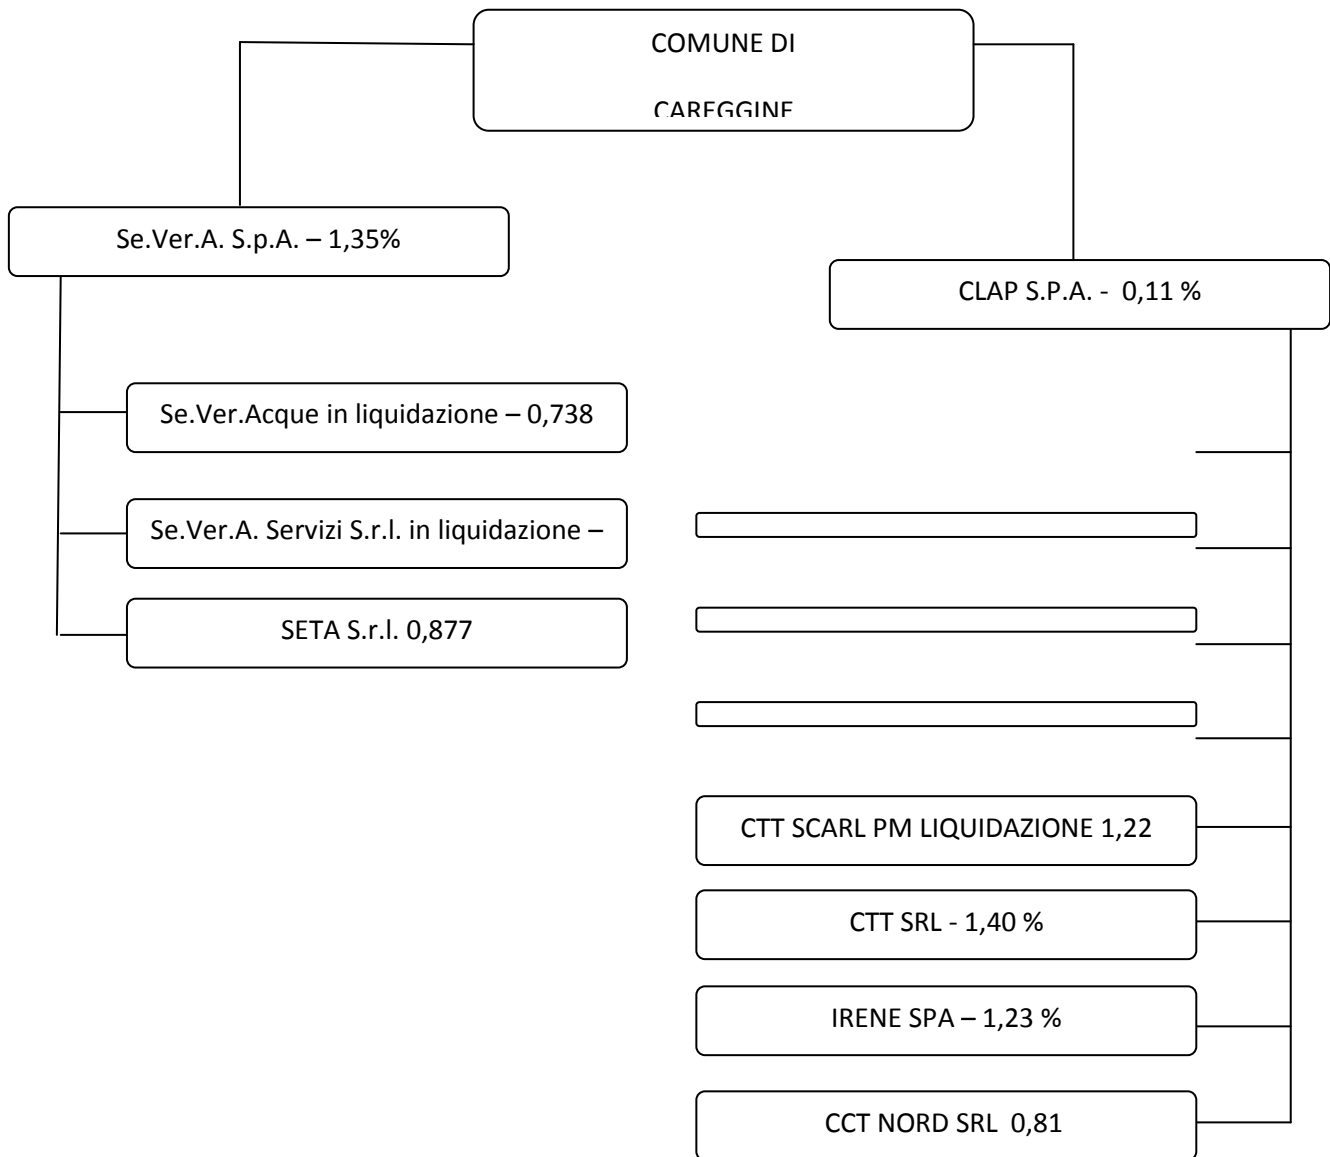 COMUNE DI
CAREGGINE
Se.Ver.A. S.p.A. – 1,35%
CLAP S.P.A. - 0,11 %
Se.Ver.Acque in liquidazione – 0,738
Se.Ver.A. Servizi S.r.l. in liquidazione –
SETA S.r.l. 0,877
CTT SCARL PM LIQUIDAZIONE 1,22
CTT SRL - 1,40 %
IRENE SPA – 1,23 %
CCT NORD SRL 0,81